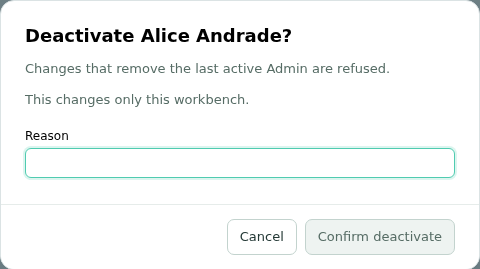 Deactivate Alice Andrade?
Changes that remove the last active Admin are refused.
This changes only this workbench.
Reason
Cancel
Confirm deactivate